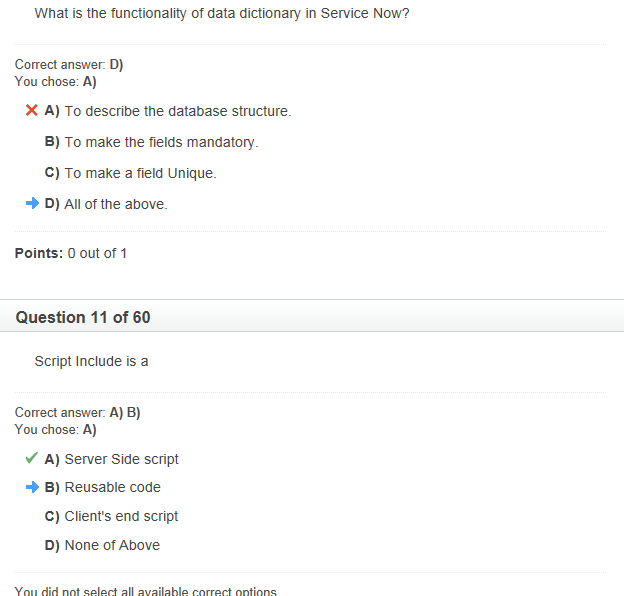 What is the functionality of data dictionary in Service Now?
Correct answer: D)
You chose: A)
A) To describe the database structure.
B) To make the fields mandatory.
C) To make a field Unique.
D) All of the above.
Points: 0 out of 1
Question 11 of 60
Script Include is a
Correct answer: A) B)
You chose: A)
A) Server Side script
B) Reusable code
C) Client's end script
D) None of Above
You did not select all available correct options